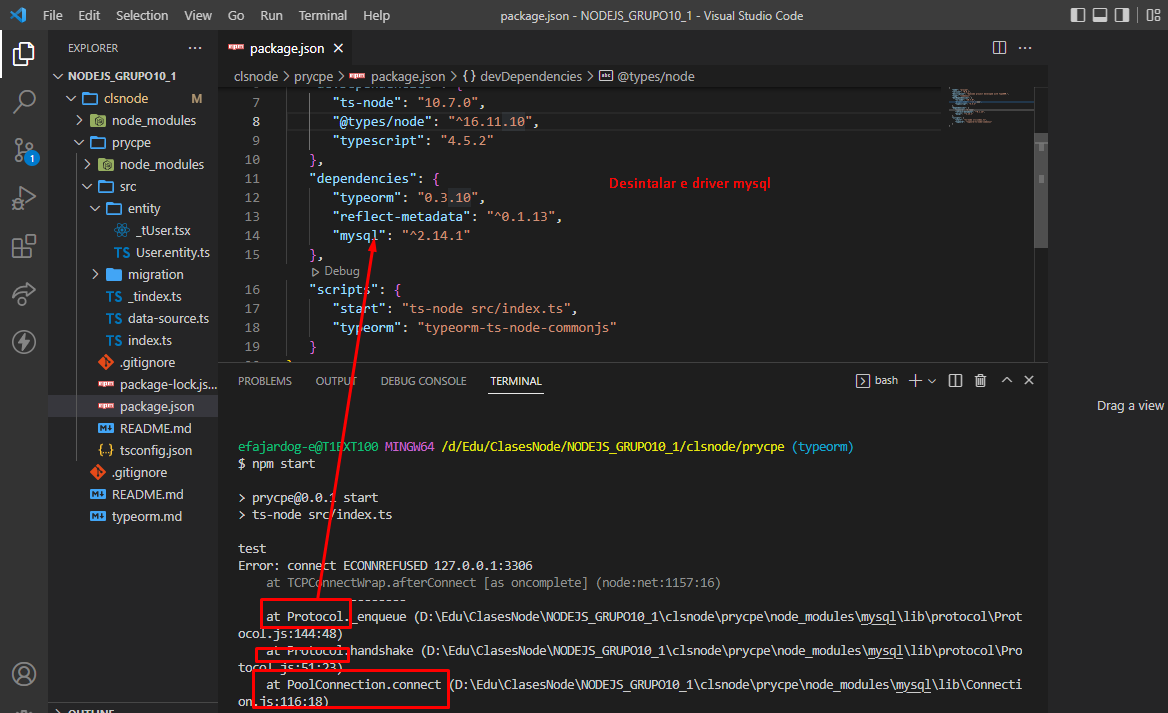 File Edit Selection View Go Run Terminal Help
package.json - NODEJS_GRUPO10_1 - Visual Studio Code
EXPLORER
NODEJS_GRUPO10_1
clsnode M
node_modules
prycpe
node_modules
src
entity
_tUser.tsx
TS User.entity.ts
migration
TS _tindex.ts
TS data-source.ts
TS index.ts
.gitignore
package-lock.js...
package.json
README.md
tsconfig.json
.gitignore
README.md
typeorm.md
OUTLINE
1
package.json
clsnode > prycpe > package.json > {} devDependencies > @types/node
7 "ts-node": "10.7.0",
8 "@types/node": "^16.11.10",
9 "typescript": "4.5.2"
10 },
11 "dependencies": {
12 "typeorm": "0.3.10",
13 "reflect-metadata": "^0.1.13",
14 "mysql": "^2.14.1"
15 },
Debug
16 "scripts": {
17 "start": "ts-node src/index.ts",
18 "typeorm": "typeorm-ts-node-commonjs"
19 }
Desintalar e driver mysql
PROBLEMS OUTPUT DEBUG CONSOLE TERMINAL
bash
efajardog-e@T1EXT100 MINGW64 /d/Edu/ClasesNode/NODEJS_GRUPO10_1/clsnode/prycpe (typeorm)
$ npm start
> prycpe@0.0.1 start
> ts-node src/index.ts
test
Error: connect ECONNREFUSED 127.0.0.1:3306
at TCPConnectWrap.afterConnect [as oncomplete] (node:net:1157:16)
--------
at Protocol._enqueue (D:\Edu\ClasesNode\NODEJS_GRUPO10_1\clsnode\prycpe\node_modules\mysql\lib\protocol\Prot
ocol.js:144:48)
at Protocol.handshake (D:\Edu\ClasesNode\NODEJS_GRUPO10_1\clsnode\prycpe\node_modules\mysql\lib\protocol\Pro
tocol.js:51:23)
at PoolConnection.connect (D:\Edu\ClasesNode\NODEJS_GRUPO10_1\clsnode\prycpe\node_modules\mysql\lib\Connecti
on.js:116:18)
Drag a view